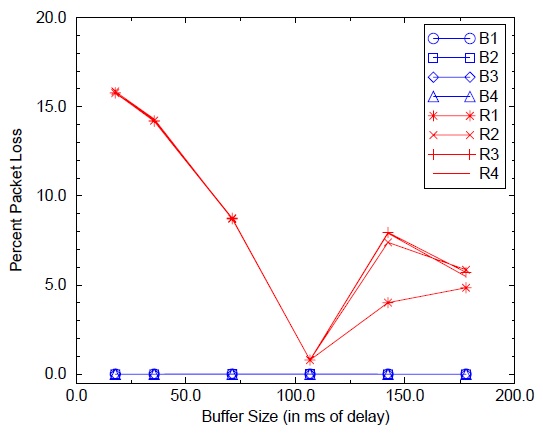 20.0
15.0
10.0
5.0
0.0
Percent Packet Loss
0.0 50.0 100.0 150.0 200.0
Buffer Size (in ms of delay)
B1
B2
B3
B4
R1
R2
R3
R4